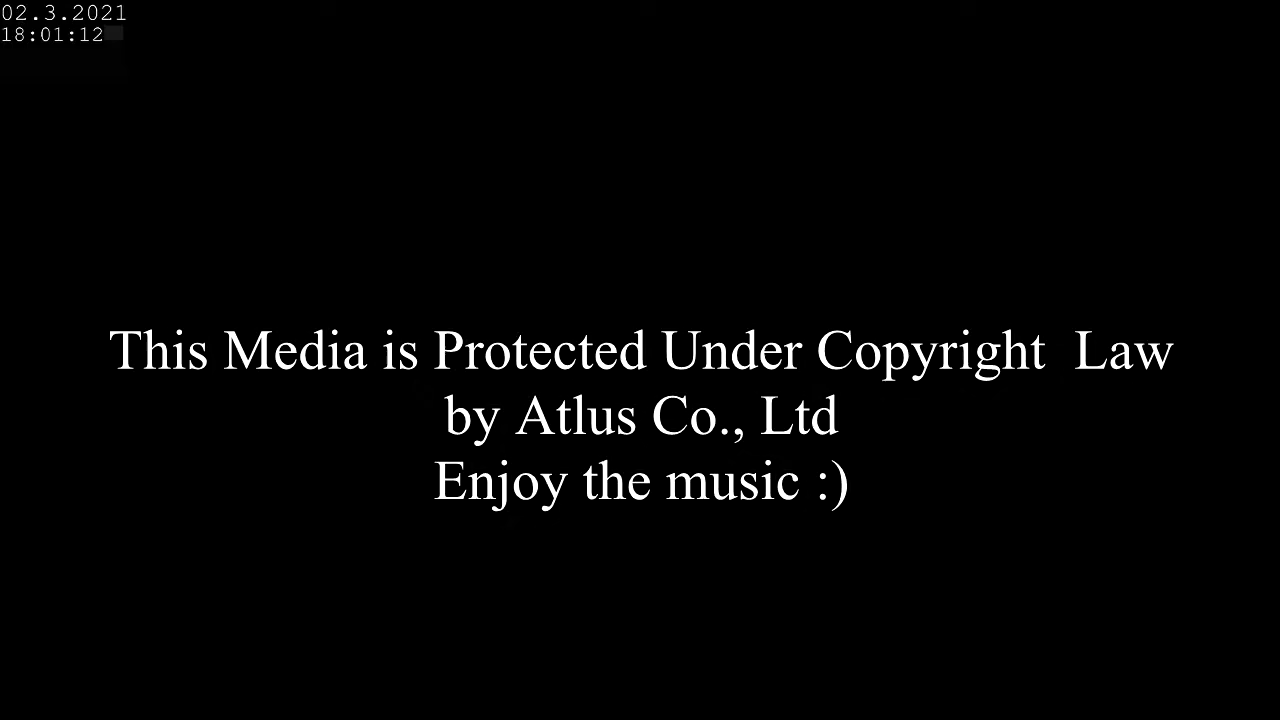 02.3.2021
18:01:12
This Media is Protected Under Copyright  Law
by Atlus Co., Ltd
Enjoy the music :)